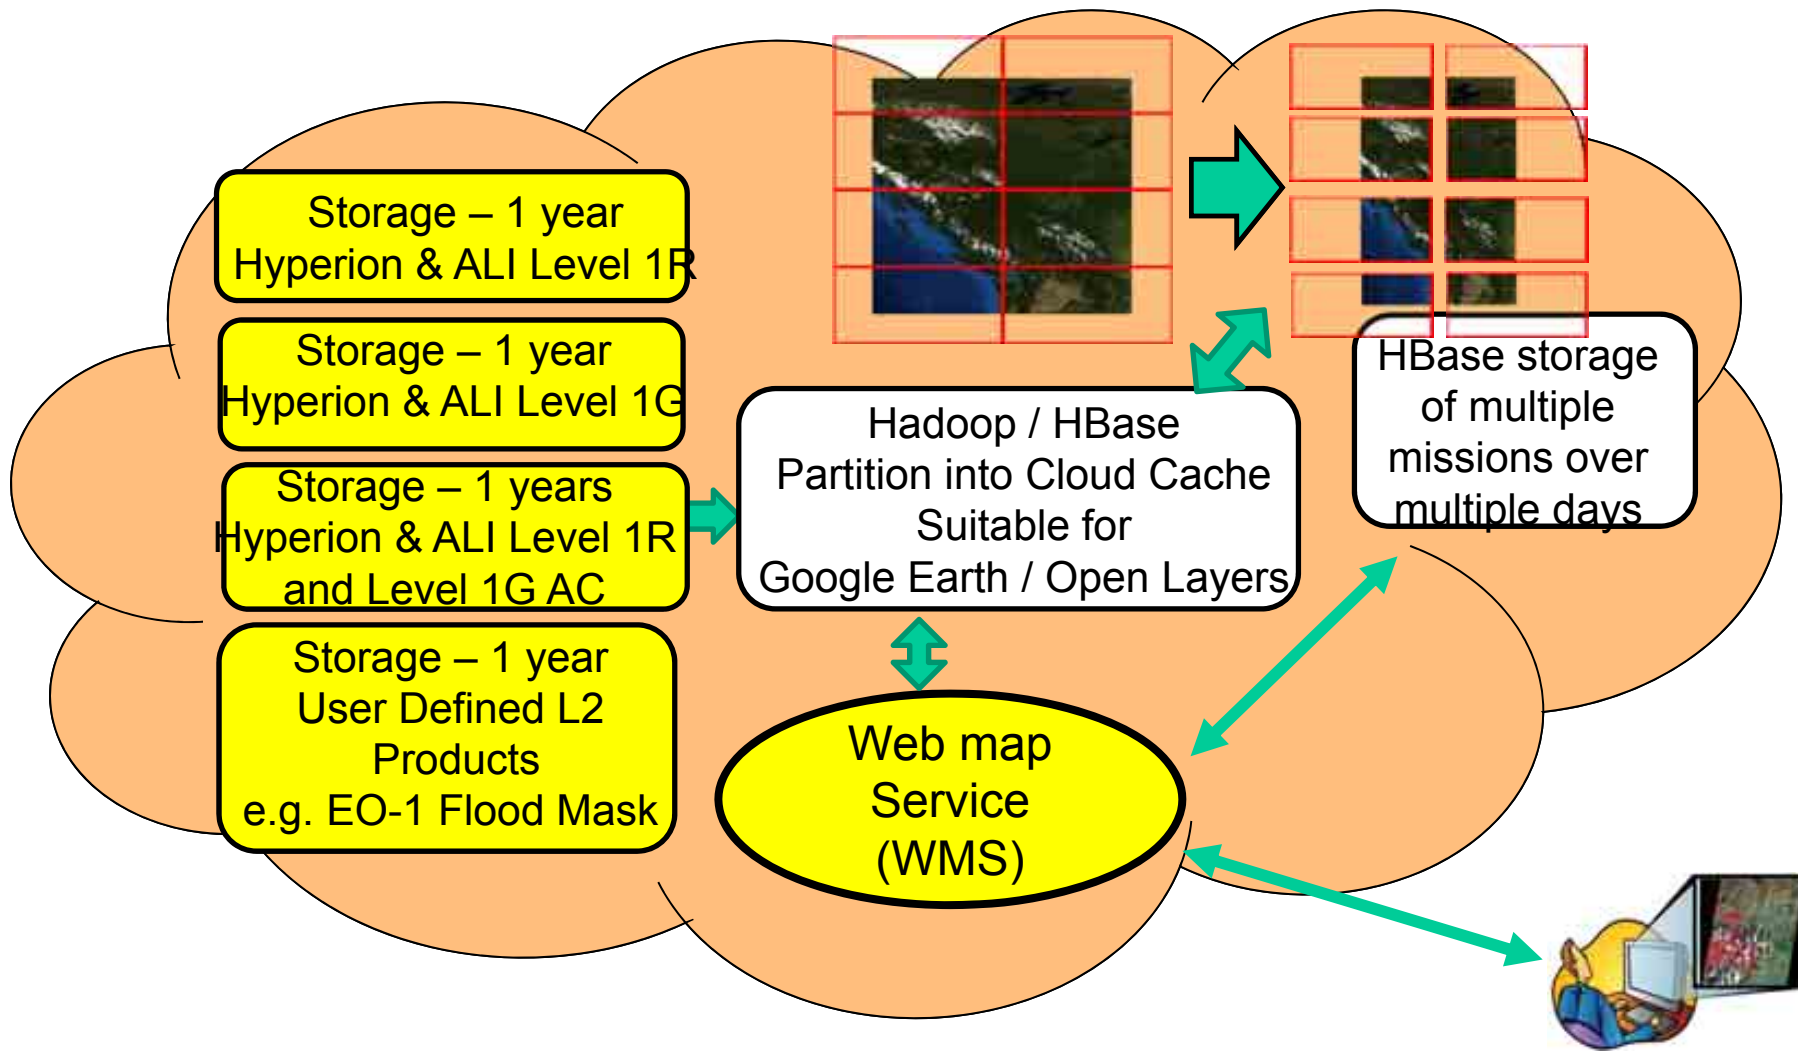 Storage – 1 year
Hyperion & ALI Level 1R
Storage – 1 year
Hyperion & ALI Level 1G
Storage – 1 years
Hyperion & ALI Level 1R
and Level 1G AC
Storage – 1 year
User Defined L2
Products
e.g. EO-1 Flood Mask
Hadoop / HBase
Partition into Cloud Cache
Suitable for
Google Earth / Open Layers
HBase storage
of multiple
missions over
multiple days
Web map
Service
(WMS)